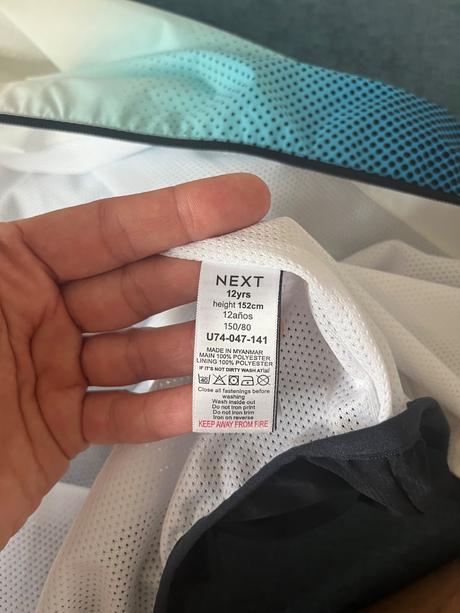 NEXT
12yrs
height 152cm
12años
150/80
U74-047-141
MADE IN MYANMAR
MAIN 100% POLYESTER
LINING 100% POLYESTER
IF IT'S NOT DIRTY WASH AT
Close all fastenings before
washing
Wash inside out
Do not iron print
Do not iron trim
Iron on reverse
KEEP AWAY FROM FIRE